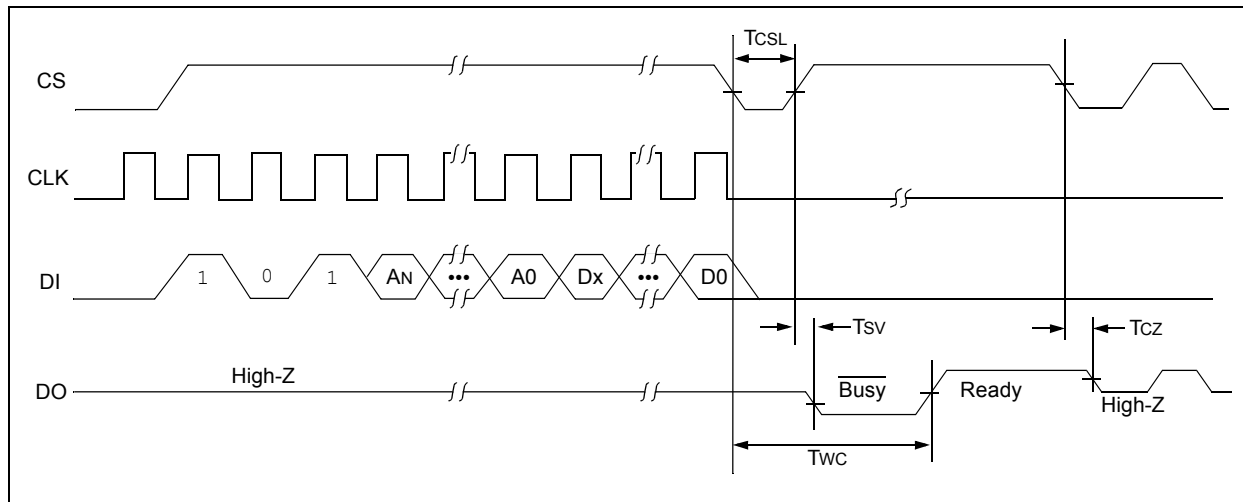 TCSL
CS
CLK
DI
1 0 1 AN ••• A0 Dx ••• D0
TSV
TCZ
High-Z
DO
Busy
Ready
High-Z
TWC